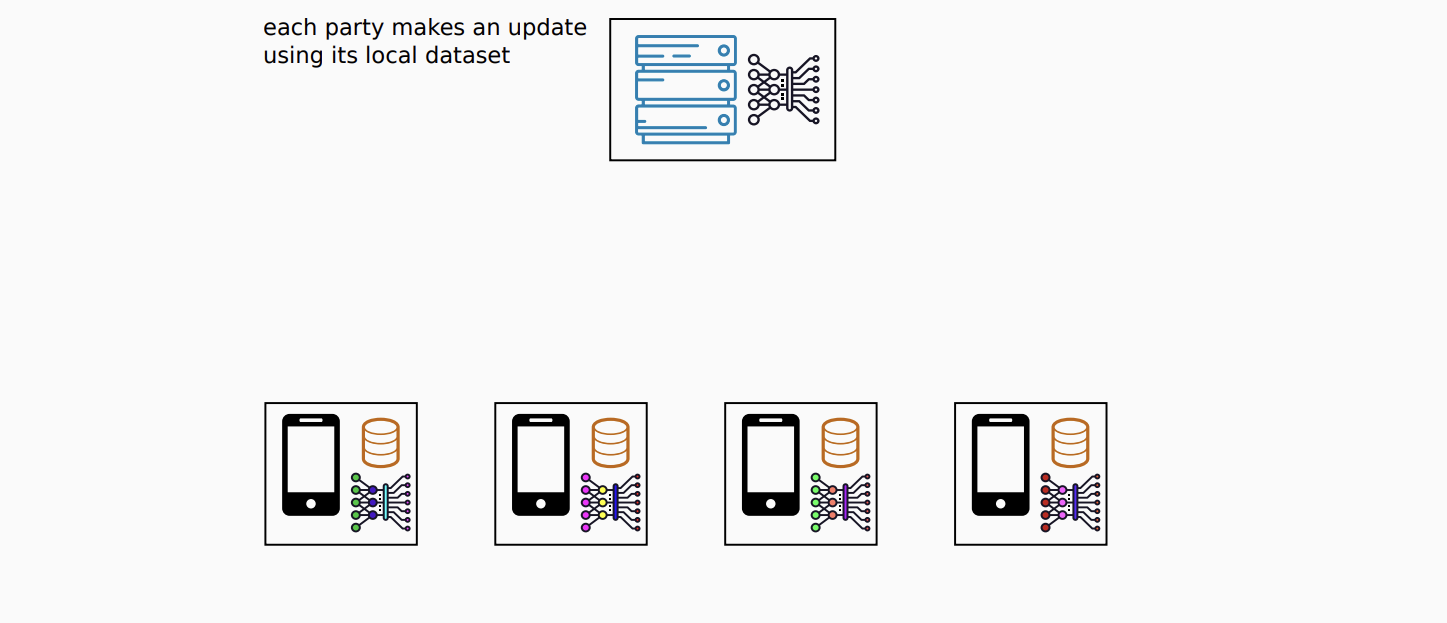 each party makes an update
using its local dataset